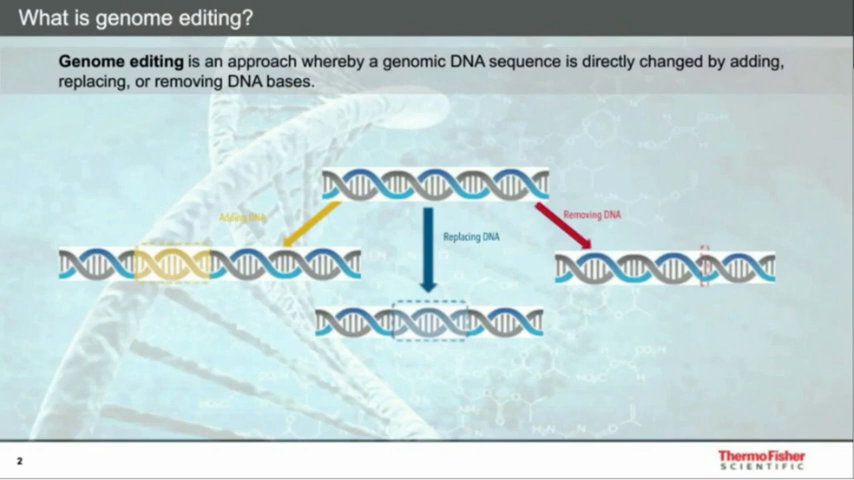 What is genome editing?
Genome editing is an approach whereby a genomic DNA sequence is directly changed by adding,
replacing, or removing DNA bases.
Adding DNA
Removing DNA
Replacing DNA
2
ThermoFisher
SCIENTIFIC